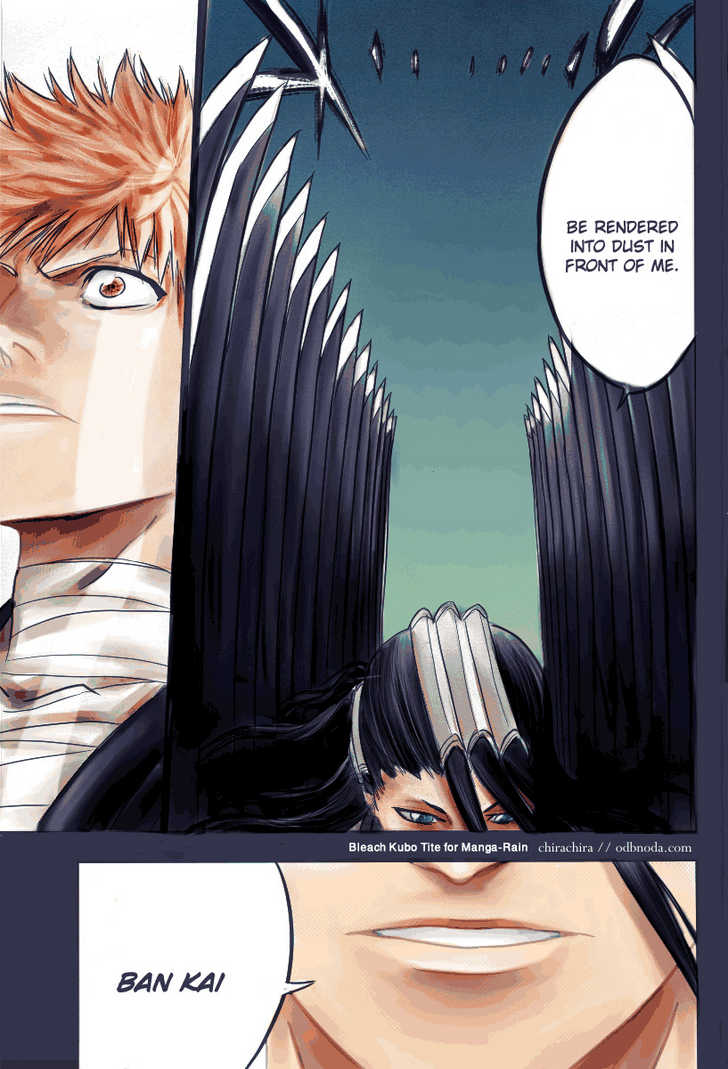 BE RENDERED
INTO DUST IN
FRONT OF ME.
Bleach Kubo Tite for Manga-Rain chirachira // odbnoda.com
BAN KAI